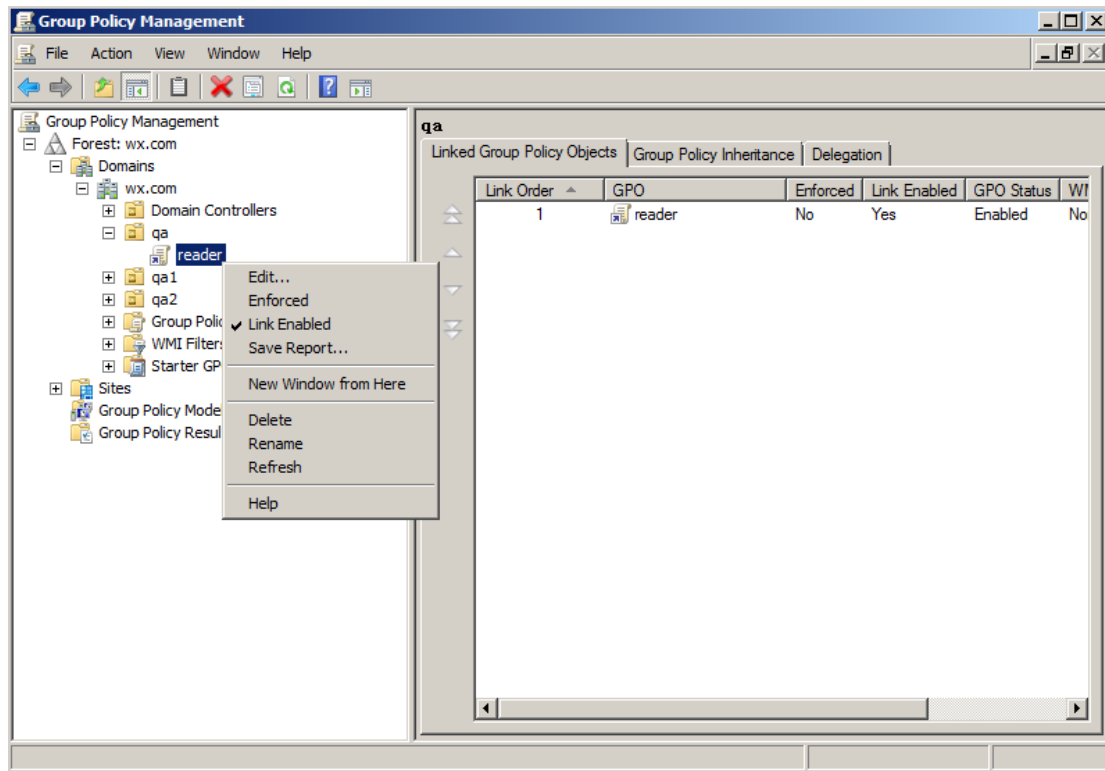 Group Policy Management
File Action View Window Help
Group Policy Management
Forest: wx.com
Domains
wx.com
Domain Controllers
qa
reader
qa1
qa2
Group Polic
WMI Filter
Starter GP
Sites
Group Policy Mode
Group Policy Resul
Edit...
Enforced
Link Enabled
Save Report...
New Window from Here
Delete
Rename
Refresh
Help
qa
Linked Group Policy Objects Group Policy Inheritance Delegation
Link Order GPO Enforced Link Enabled GPO Status WM
1 reader No Yes Enabled No